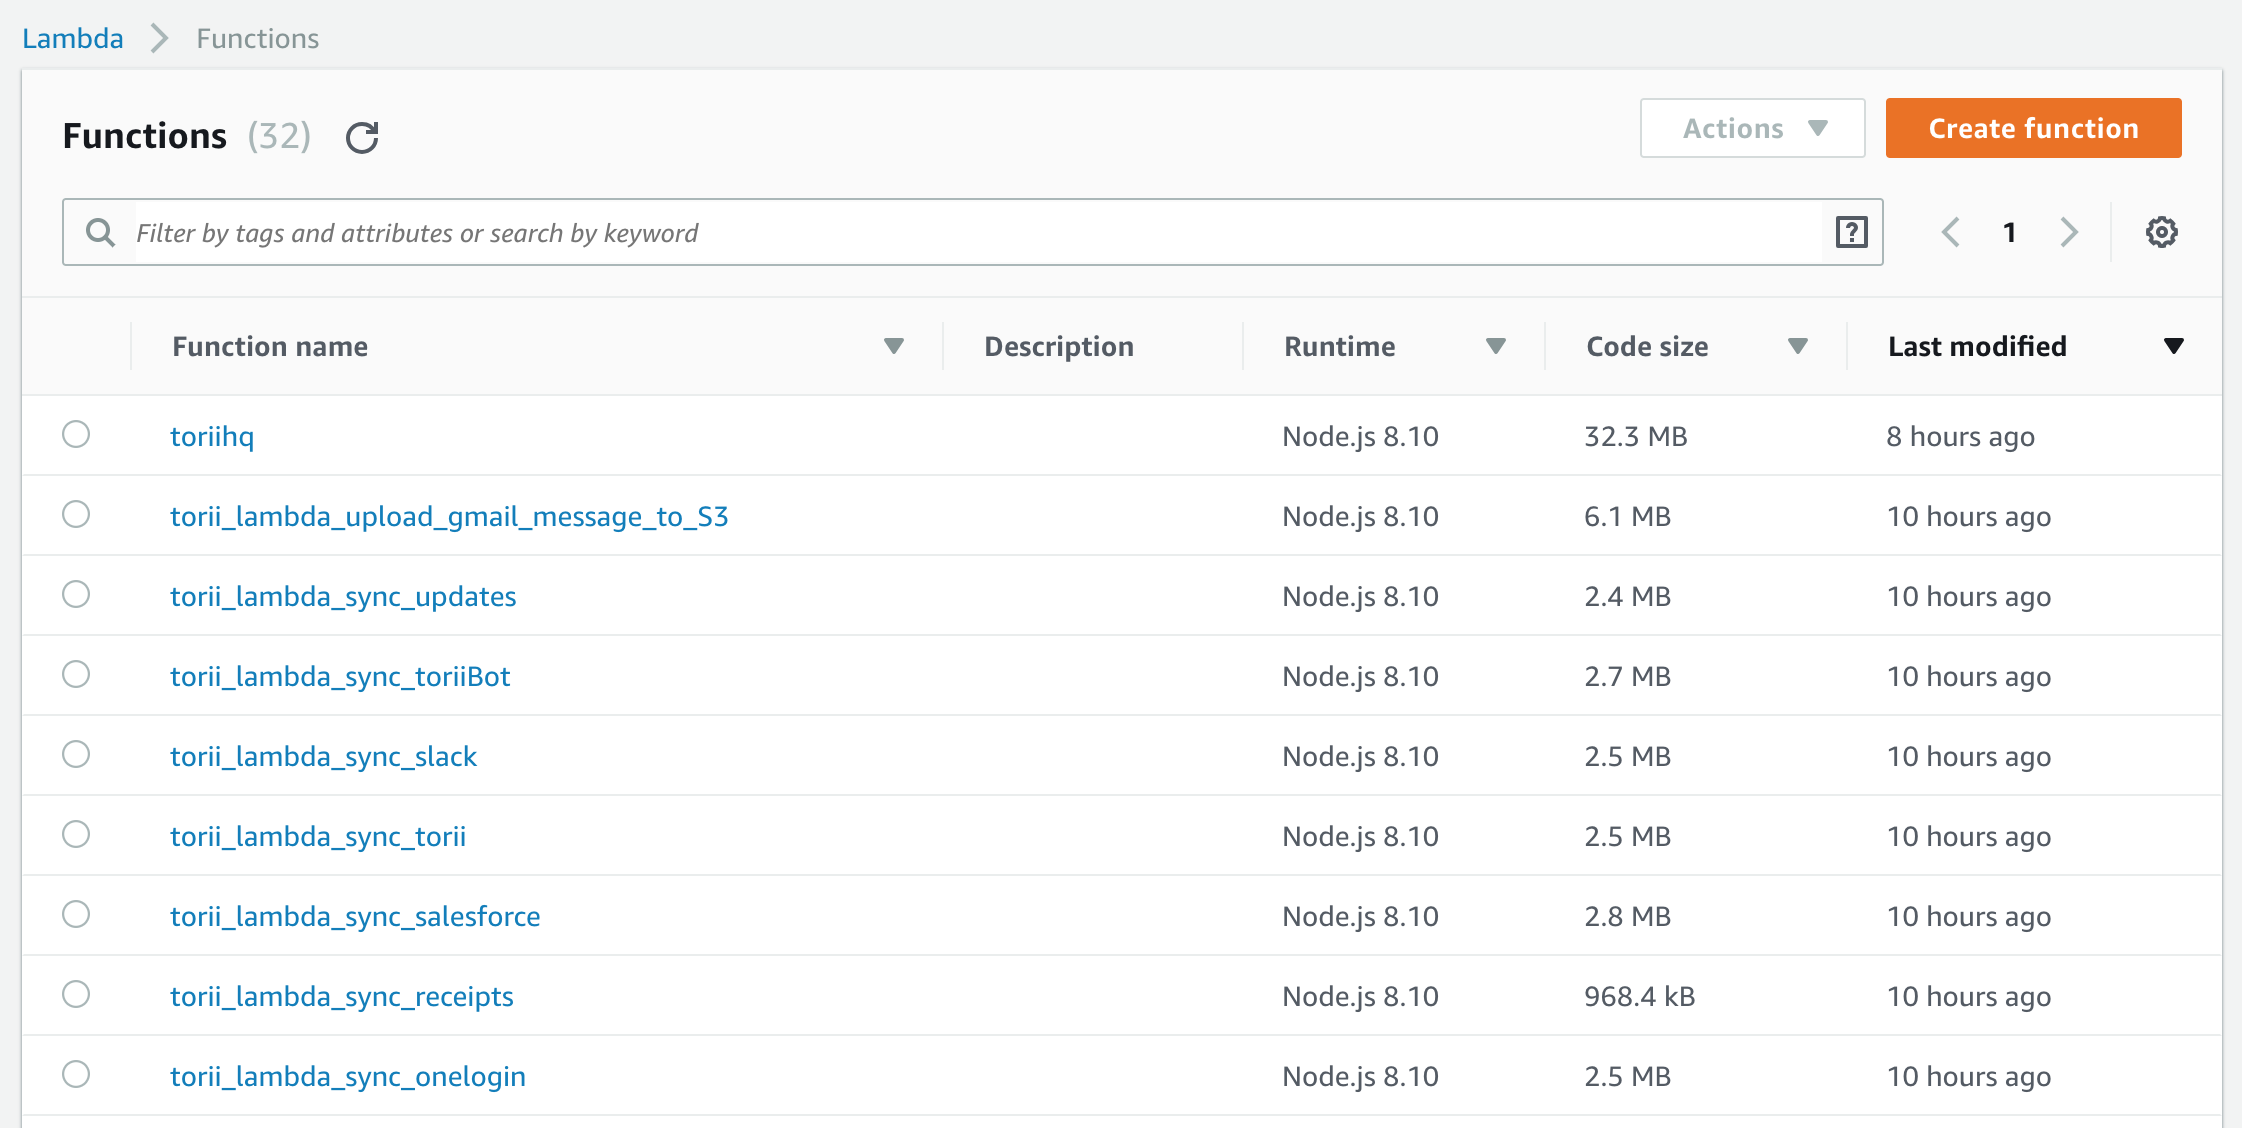 Lambda > Functions
Functions (32)
Actions
Create function
Filter by tags and attributes or search by keyword
?
1
Function name Description Runtime Code size Last modified
toriihq Node.js 8.10 32.3 MB 8 hours ago
torii_lambda_upload_gmail_message_to_S3 Node.js 8.10 6.1 MB 10 hours ago
torii_lambda_sync_updates Node.js 8.10 2.4 MB 10 hours ago
torii_lambda_sync_toriiBot Node.js 8.10 2.7 MB 10 hours ago
torii_lambda_sync_slack Node.js 8.10 2.5 MB 10 hours ago
torii_lambda_sync_torii Node.js 8.10 2.5 MB 10 hours ago
torii_lambda_sync_salesforce Node.js 8.10 2.8 MB 10 hours ago
torii_lambda_sync_receipts Node.js 8.10 968.4 kB 10 hours ago
torii_lambda_sync_onelogin Node.js 8.10 2.5 MB 10 hours ago